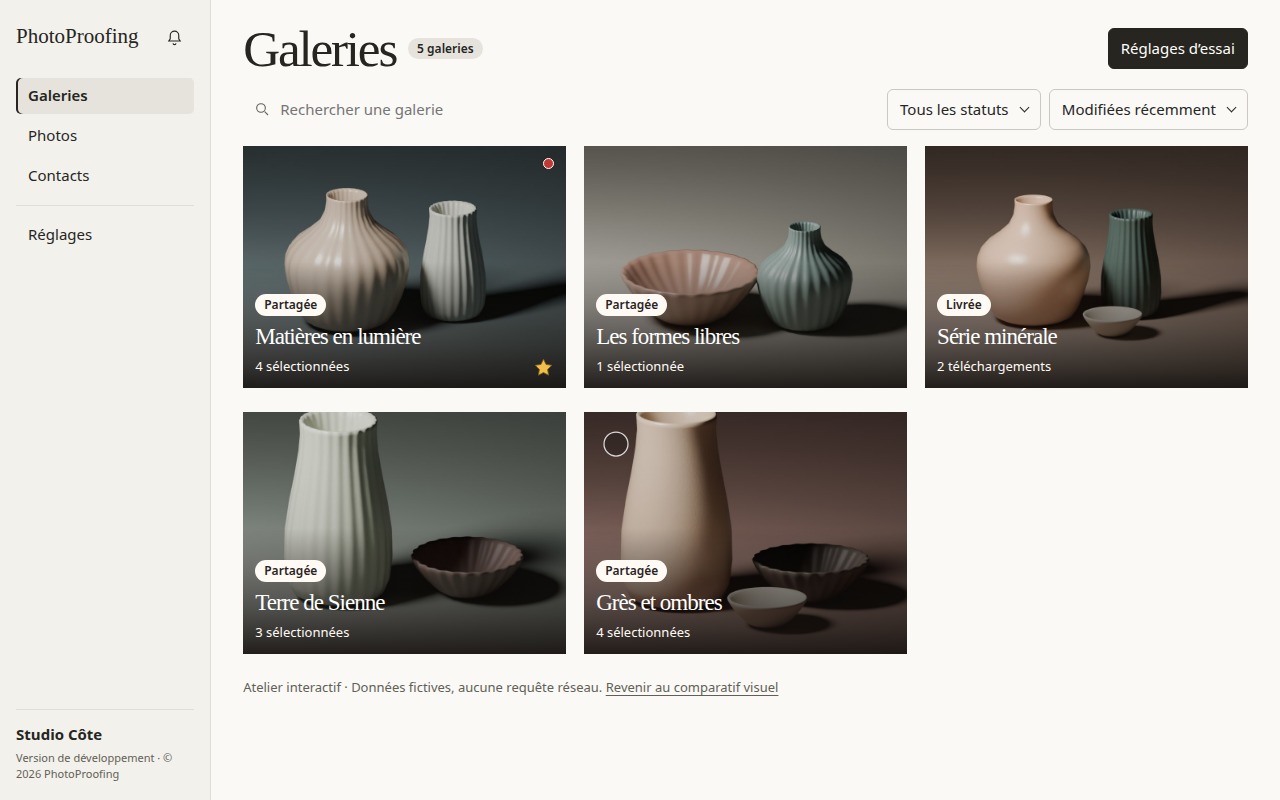 PhotoProofing
Galeries
Photos
Contacts
Réglages
Studio Côte
Version de développement · ©
2026 PhotoProofing
Galeries
5 galeries
Réglages d’essai
Rechercher une galerie
Tous les statuts
Modifiées récemment
Partagée
Matières en lumière
4 sélectionnées
Partagée
Les formes libres
1 sélectionnée
Livrée
Série minérale
2 téléchargements
Partagée
Terre de Sienne
3 sélectionnées
Partagée
Grès et ombres
4 sélectionnées
Atelier interactif · Données fictives, aucune requête réseau. Revenir au comparatif visuel